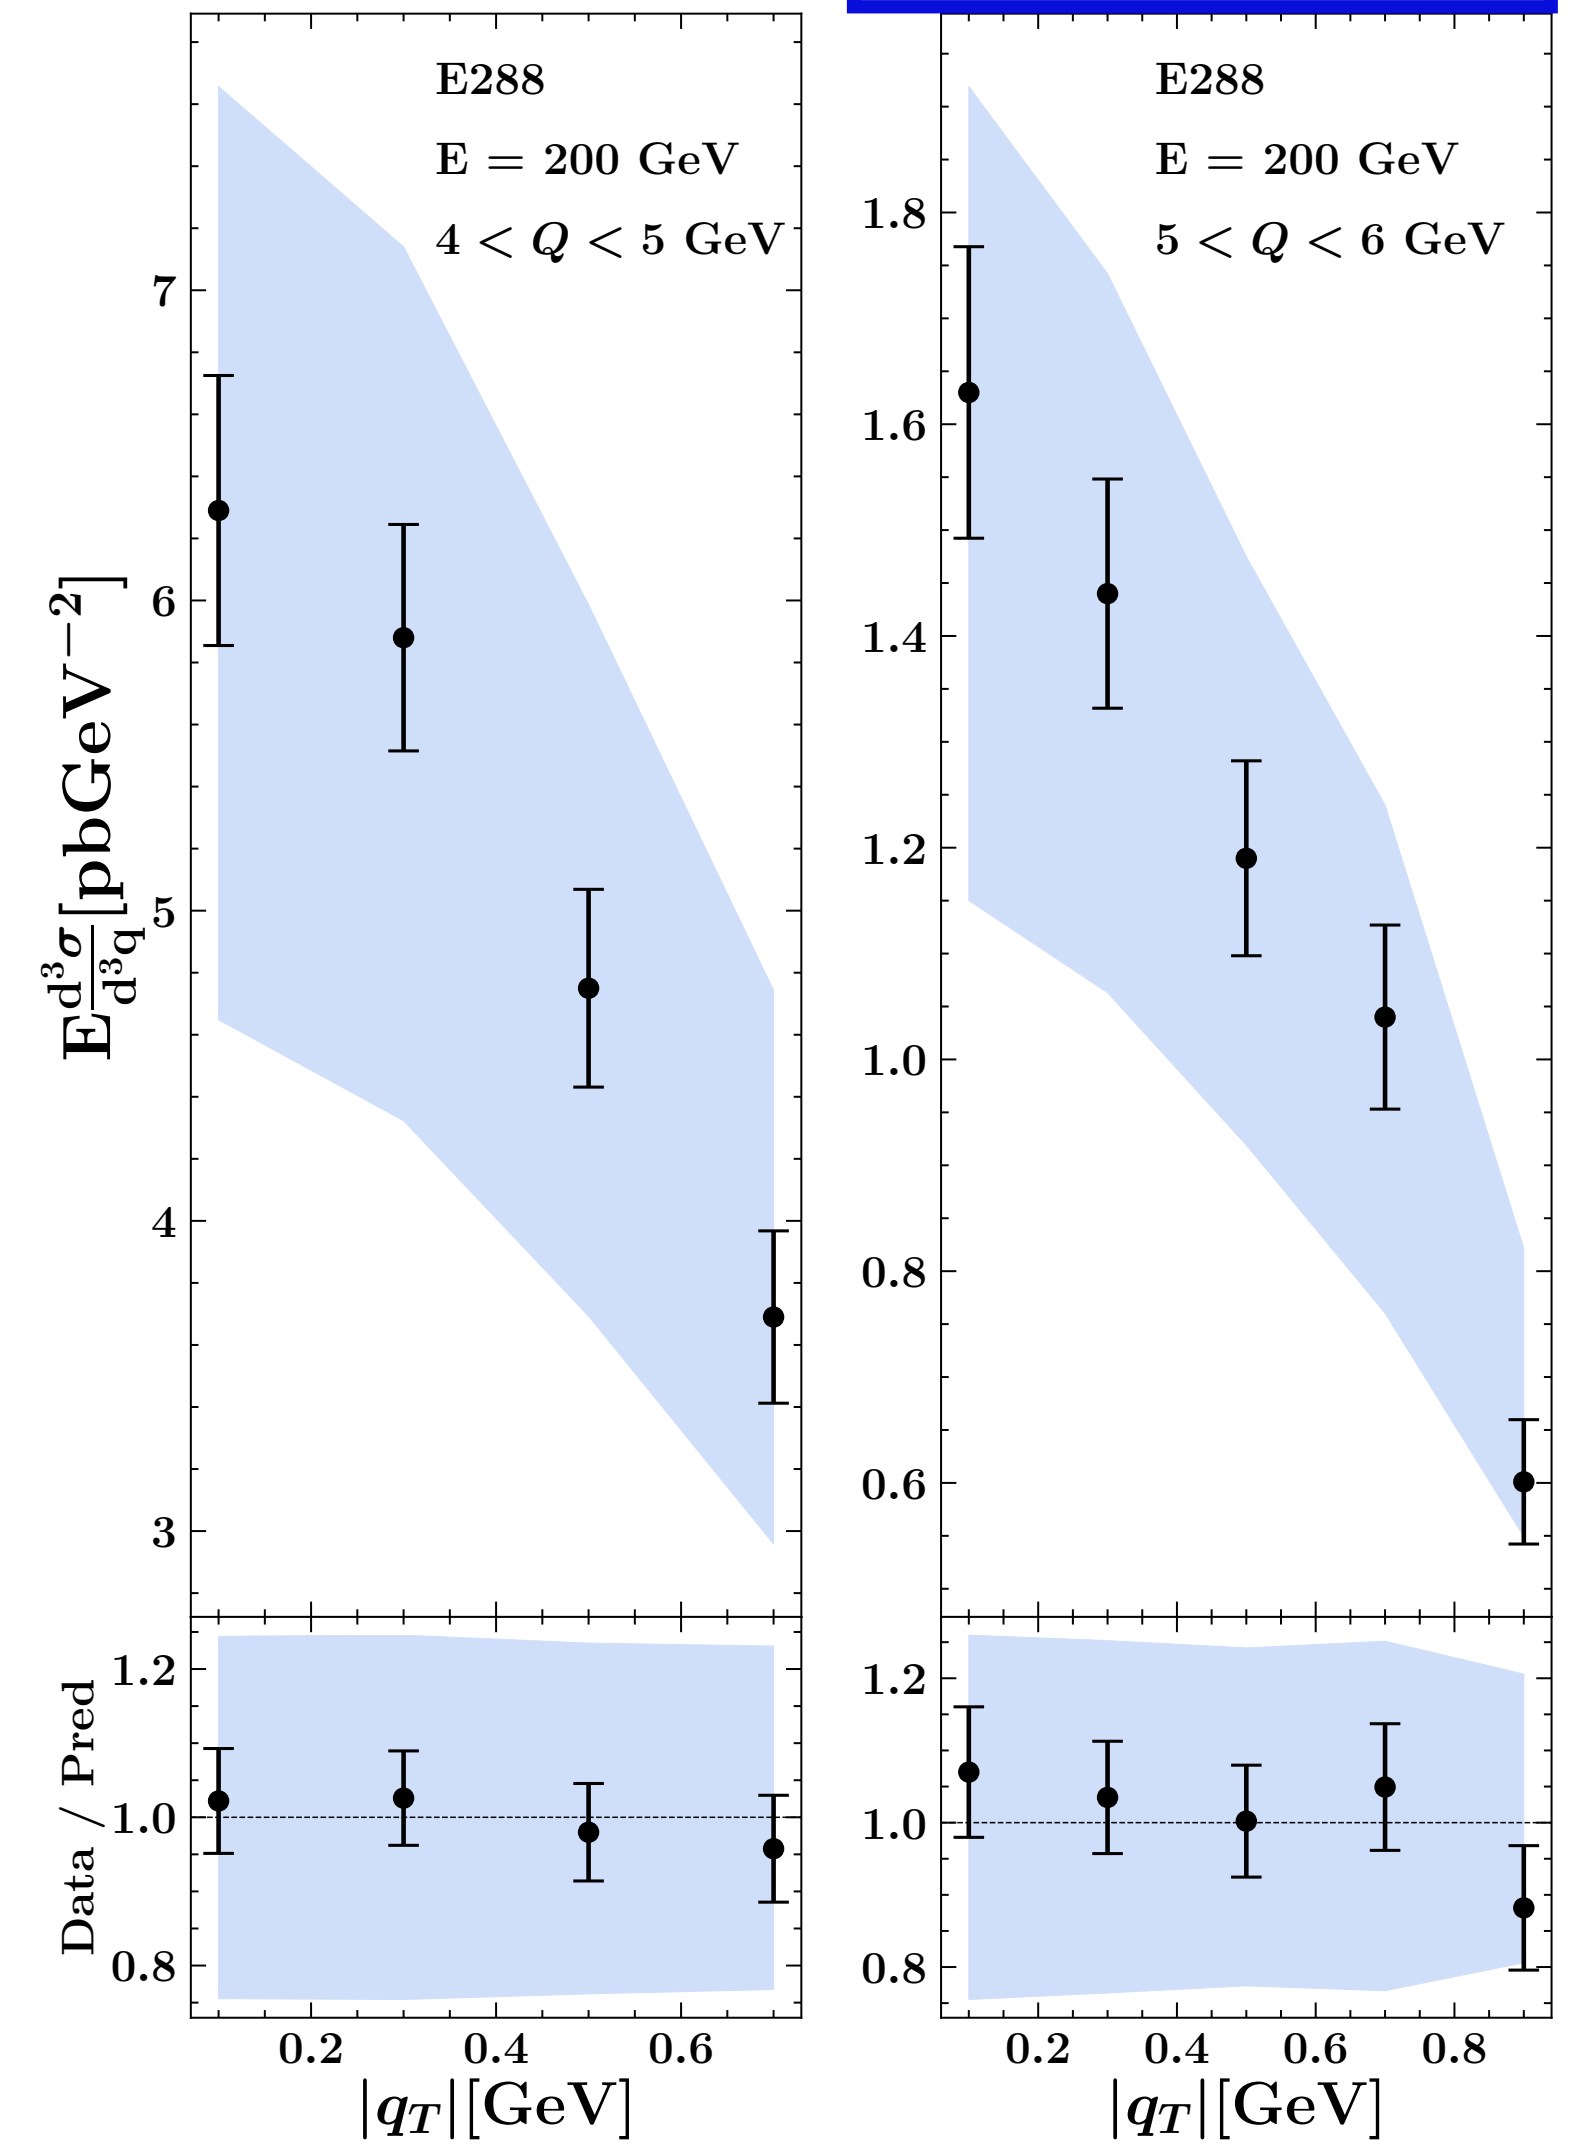 E288
E = 200 GeV
4 < Q < 5 GeV
7
6
5
4
3
E d³σ/d³q [pbGeV⁻²]
E288
E = 200 GeV
5 < Q < 6 GeV
1.8
1.6
1.4
1.2
1.0
0.8
0.6
Data / Pred
1.2
1.0
0.8
1.2
1.0
0.8
0.2 0.4 0.6
|q_T|[GeV]
0.2 0.4 0.6 0.8
|q_T|[GeV]